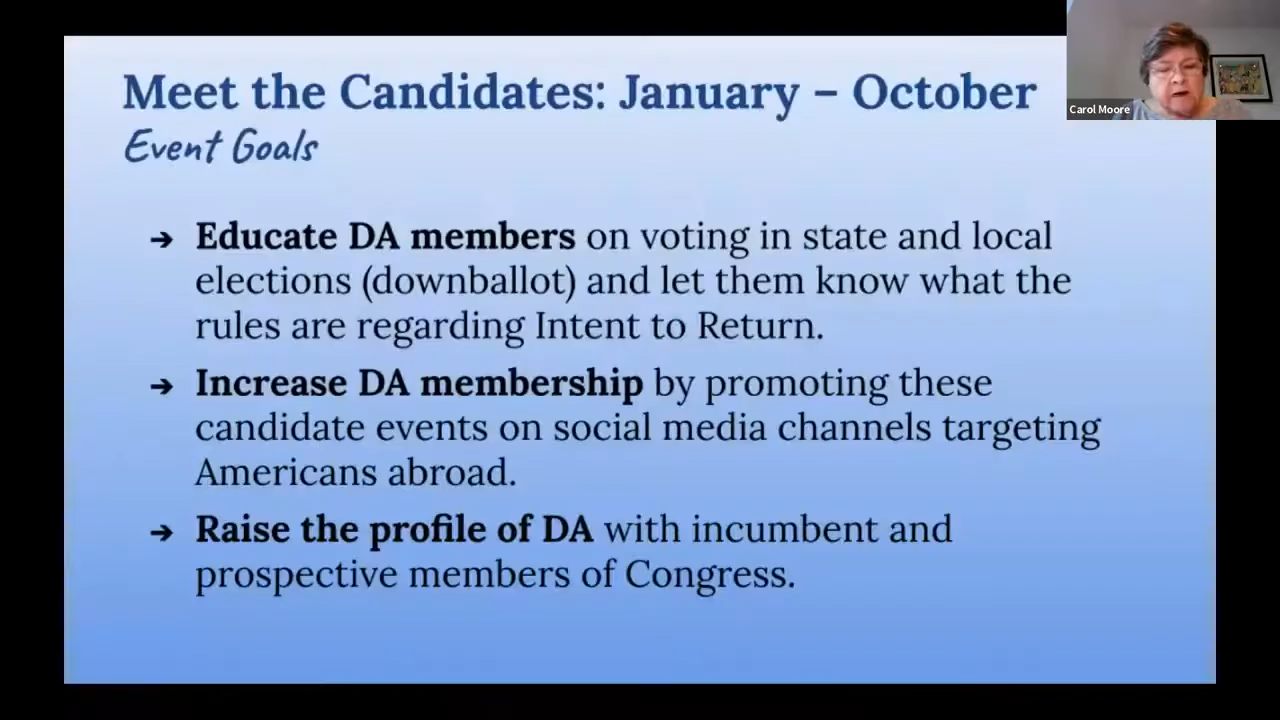 Meet the Candidates: January – October
Carol Moore
Event Goals
➔ Educate DA members on voting in state and local
elections (downballot) and let them know what the
rules are regarding Intent to Return.
➔ Increase DA membership by promoting these
candidate events on social media channels targeting
Americans abroad.
➔ Raise the profile of DA with incumbent and
prospective members of Congress.